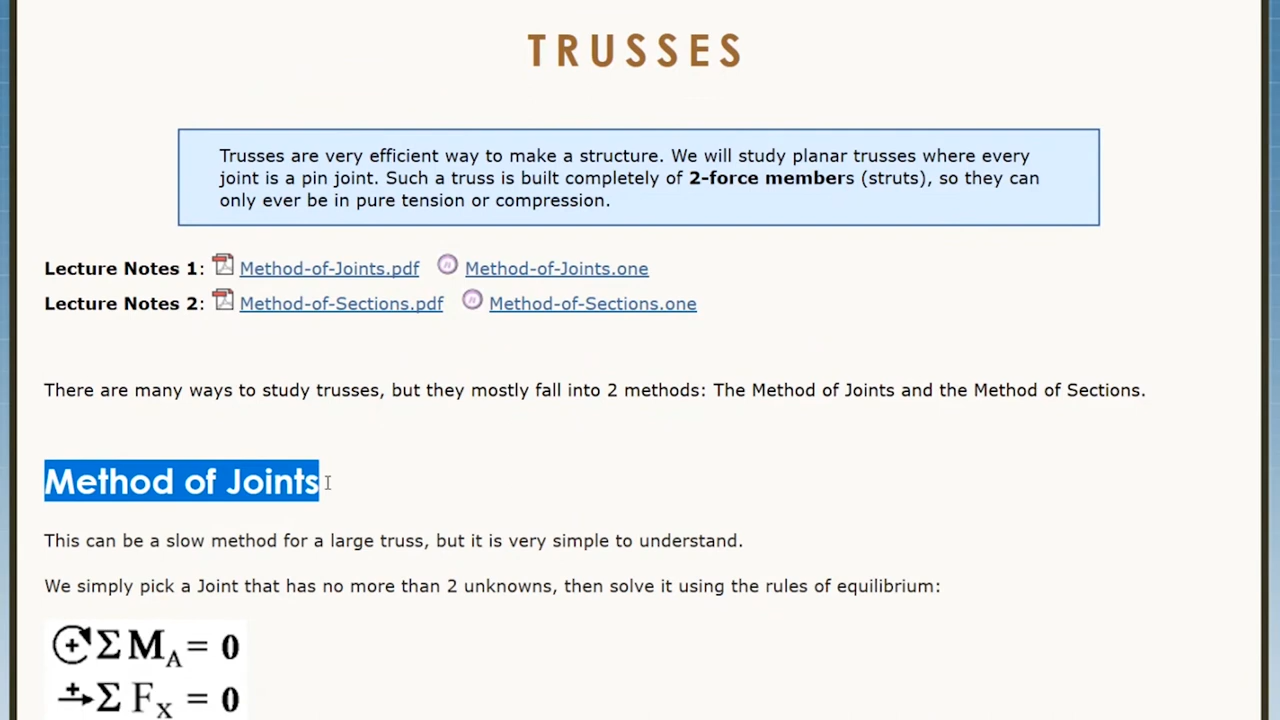 TRUSSES
Trusses are very efficient way to make a structure. We will study planar trusses where every
joint is a pin joint. Such a truss is built completely of 2-force members (struts), so they can
only ever be in pure tension or compression.
Lecture Notes 1: Method-of-Joints.pdf Method-of-Joints.one
Lecture Notes 2: Method-of-Sections.pdf Method-of-Sections.one
There are many ways to study trusses, but they mostly fall into 2 methods: The Method of Joints and the Method of Sections.
Method of Joints
This can be a slow method for a large truss, but it is very simple to understand.
We simply pick a Joint that has no more than 2 unknowns, then solve it using the rules of equilibrium:
+ΣM_A = 0
+ΣF_X = 0